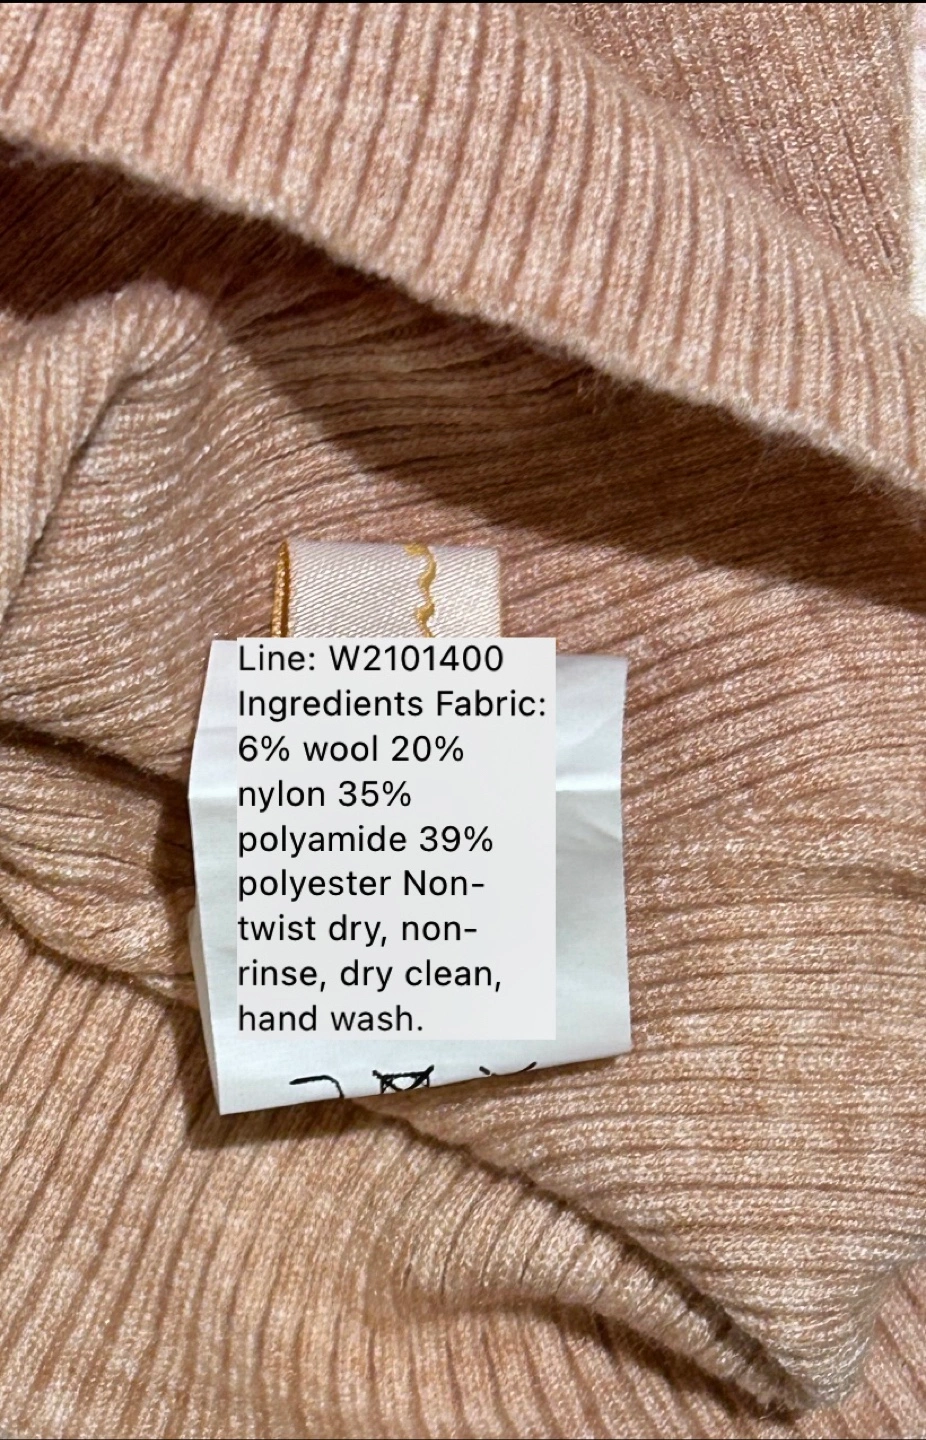 Line: W2101400
Ingredients Fabric:
6% wool 20%
nylon 35%
polyamide 39%
polyester Non-
twist dry, non-
rinse, dry clean,
hand wash.